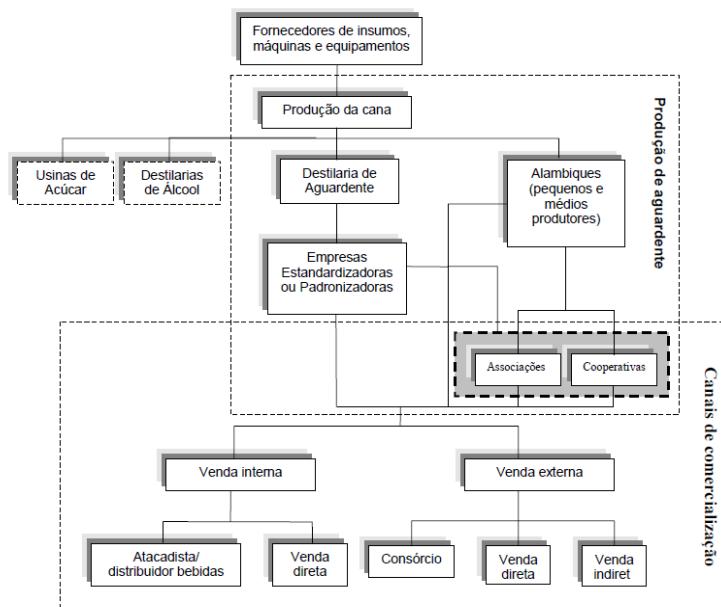 Fornecedores de insumos,
máquinas e equipamentos
Produção da cana
Produção de aguardente
Usinas de
Acúcar
Destilarias
de Álcool
Destilaria de
Aguardente
Alambiques
(pequenos e
médios
produtores)
Empresas
Estandardizadoras
ou Padronizadoras
Associações
Cooperativas
Canais de comercialização
Venda interna
Venda externa
Atacadista/
distribuidor bebidas
Venda
direta
Consórcio
Venda
direta
Venda
indiret